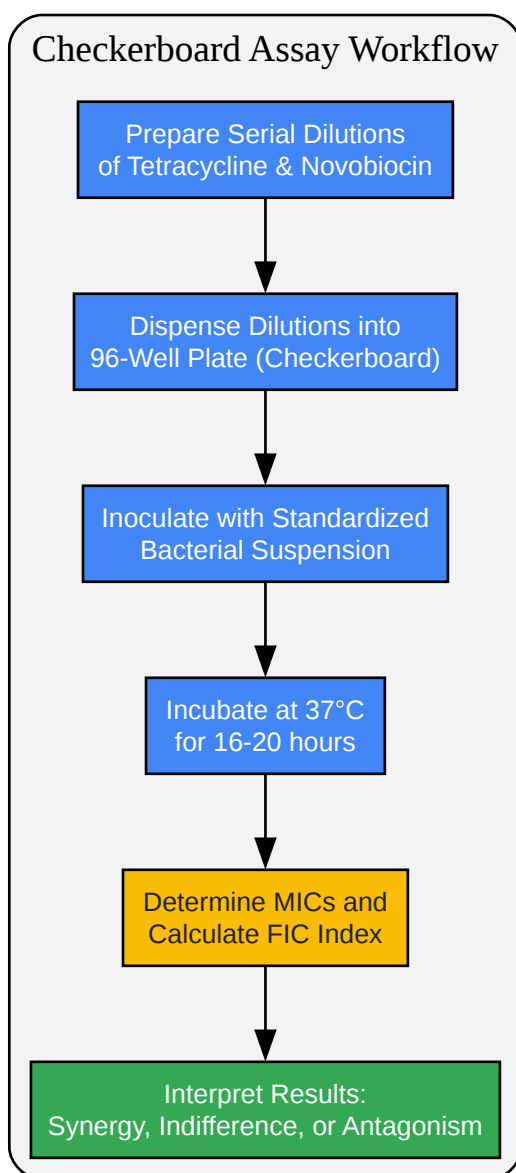 Checkerboard Assay Workflow
Prepare Serial Dilutions
of Tetracycline & Novobiocin
Dispense Dilutions into
96-Well Plate (Checkerboard)
Inoculate with Standardized
Bacterial Suspension
Incubate at 37°C
for 16-20 hours
Determine MICs and
Calculate FIC Index
Interpret Results:
Synergy, Indifference, or Antagonism